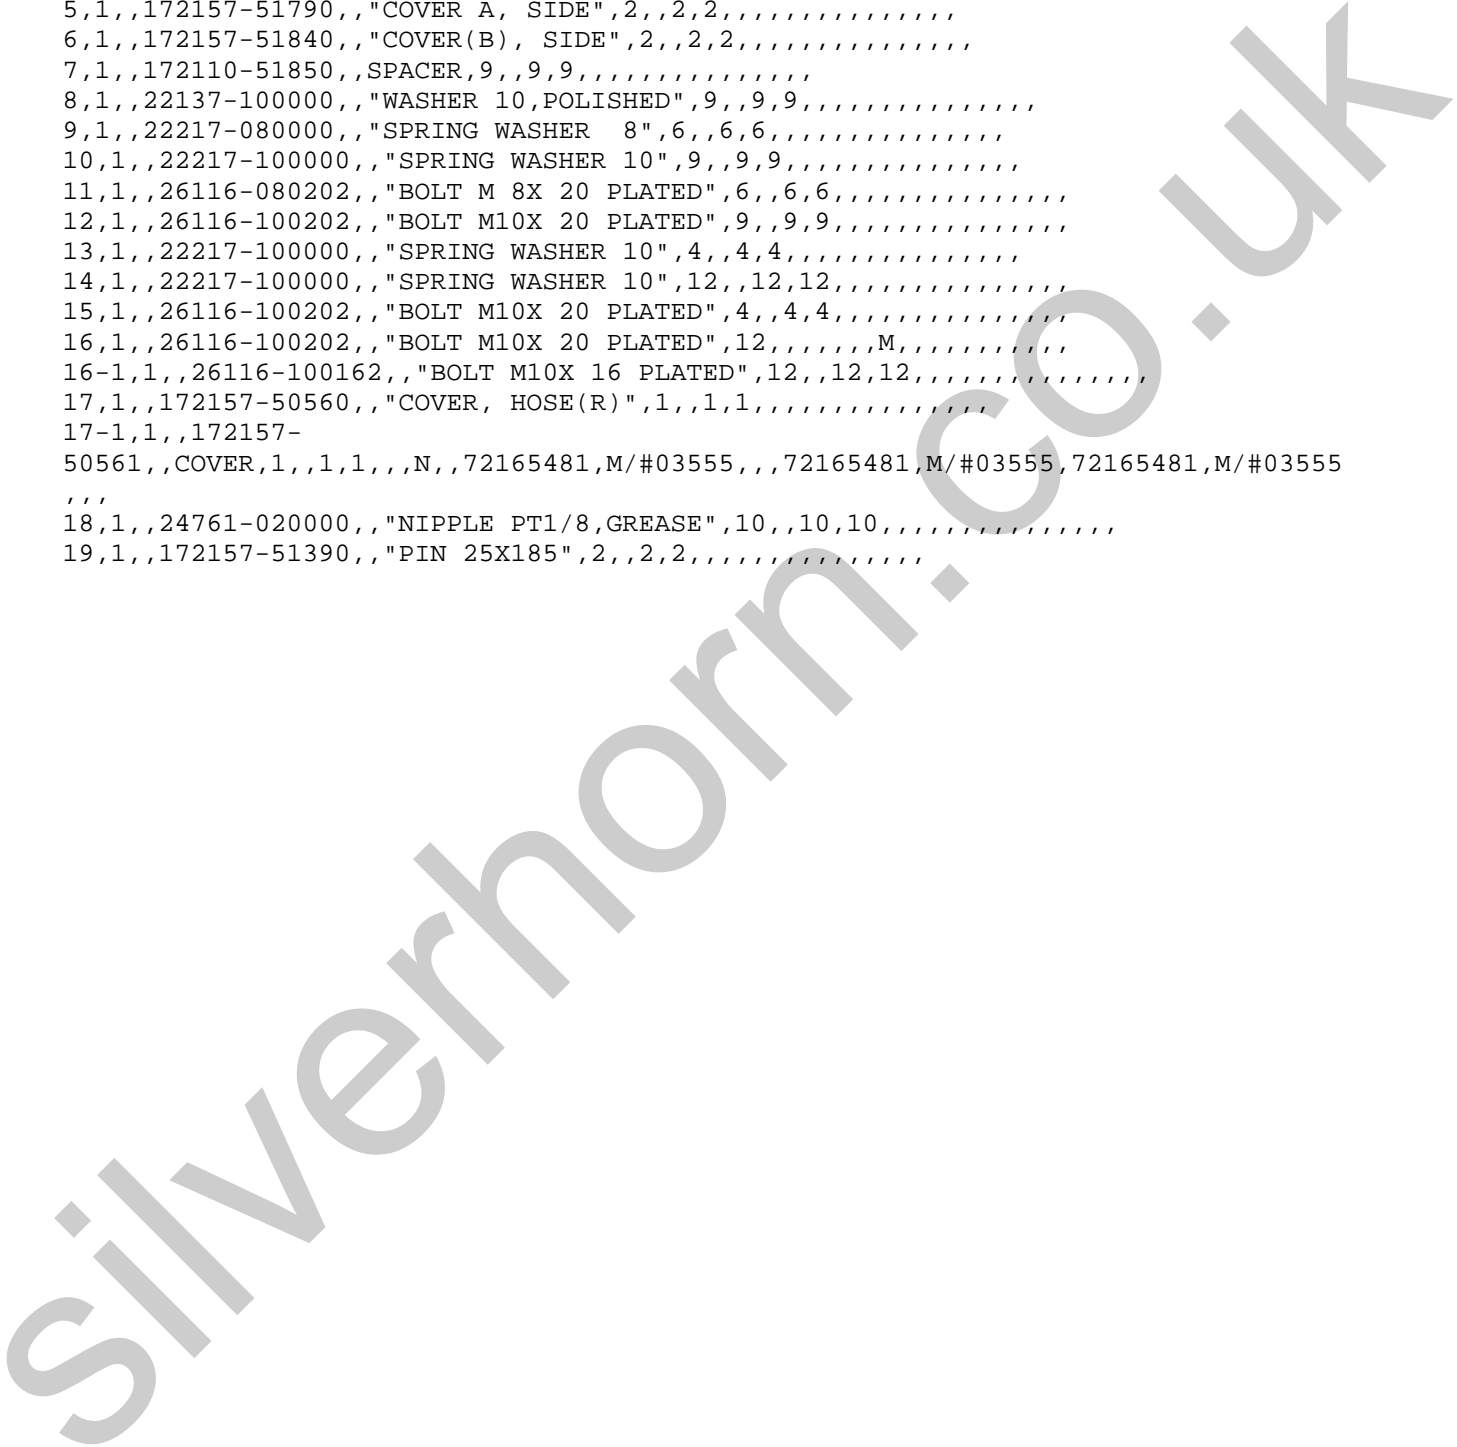 5,1,,172157-51790,,"COVER A, SIDE",2,,2,2,,,,,,,,,,,,,,,
6,1,,172157-51840,,"COVER(B), SIDE",2,,2,2,,,,,,,,,,,,,,,
7,1,,172110-51850,,SPACER,9,,9,9,,,,,,,,,,,,,,,
8,1,,22137-100000,,"WASHER 10,POLISHED",9,,9,9,,,,,,,,,,,,,,,
9,1,,22217-080000,,"SPRING WASHER  8",6,,6,6,,,,,,,,,,,,,,,
10,1,,22217-100000,,"SPRING WASHER 10",9,,9,9,,,,,,,,,,,,,,,
11,1,,26116-080202,,"BOLT M 8X 20 PLATED",6,,6,6,,,,,,,,,,,,,,,
12,1,,26116-100202,,"BOLT M10X 20 PLATED",9,,9,9,,,,,,,,,,,,,,,
13,1,,22217-100000,,"SPRING WASHER 10",4,,4,4,,,,,,,,,,,,,,,
14,1,,22217-100000,,"SPRING WASHER 10",12,,12,12,,,,,,,,,,,,,,,
15,1,,26116-100202,,"BOLT M10X 20 PLATED",4,,4,4,,,,,,,,,,,,,,,
16,1,,26116-100202,,"BOLT M10X 20 PLATED",12,,,,,,,M,,,,,,,,,,,
16-1,1,,26116-100162,,"BOLT M10X 16 PLATED",12,,12,12,,,,,,,,,,,,,,,
17,1,,172157-50560,,"COVER, HOSE(R)",1,,1,1,,,,,,,,,,,,,,,
17-1,1,,172157-
50561,,COVER,1,,1,1,,,N,,72165481,M/#03555,,,72165481,M/#03555,72165481,M/#03555
,,,
18,1,,24761-020000,,"NIPPLE PT1/8,GREASE",10,,10,10,,,,,,,,,,,,,,,
19,1,,172157-51390,,"PIN 25X185",2,,2,2,,,,,,,,,,,,,,,
silverhorn.co.uk